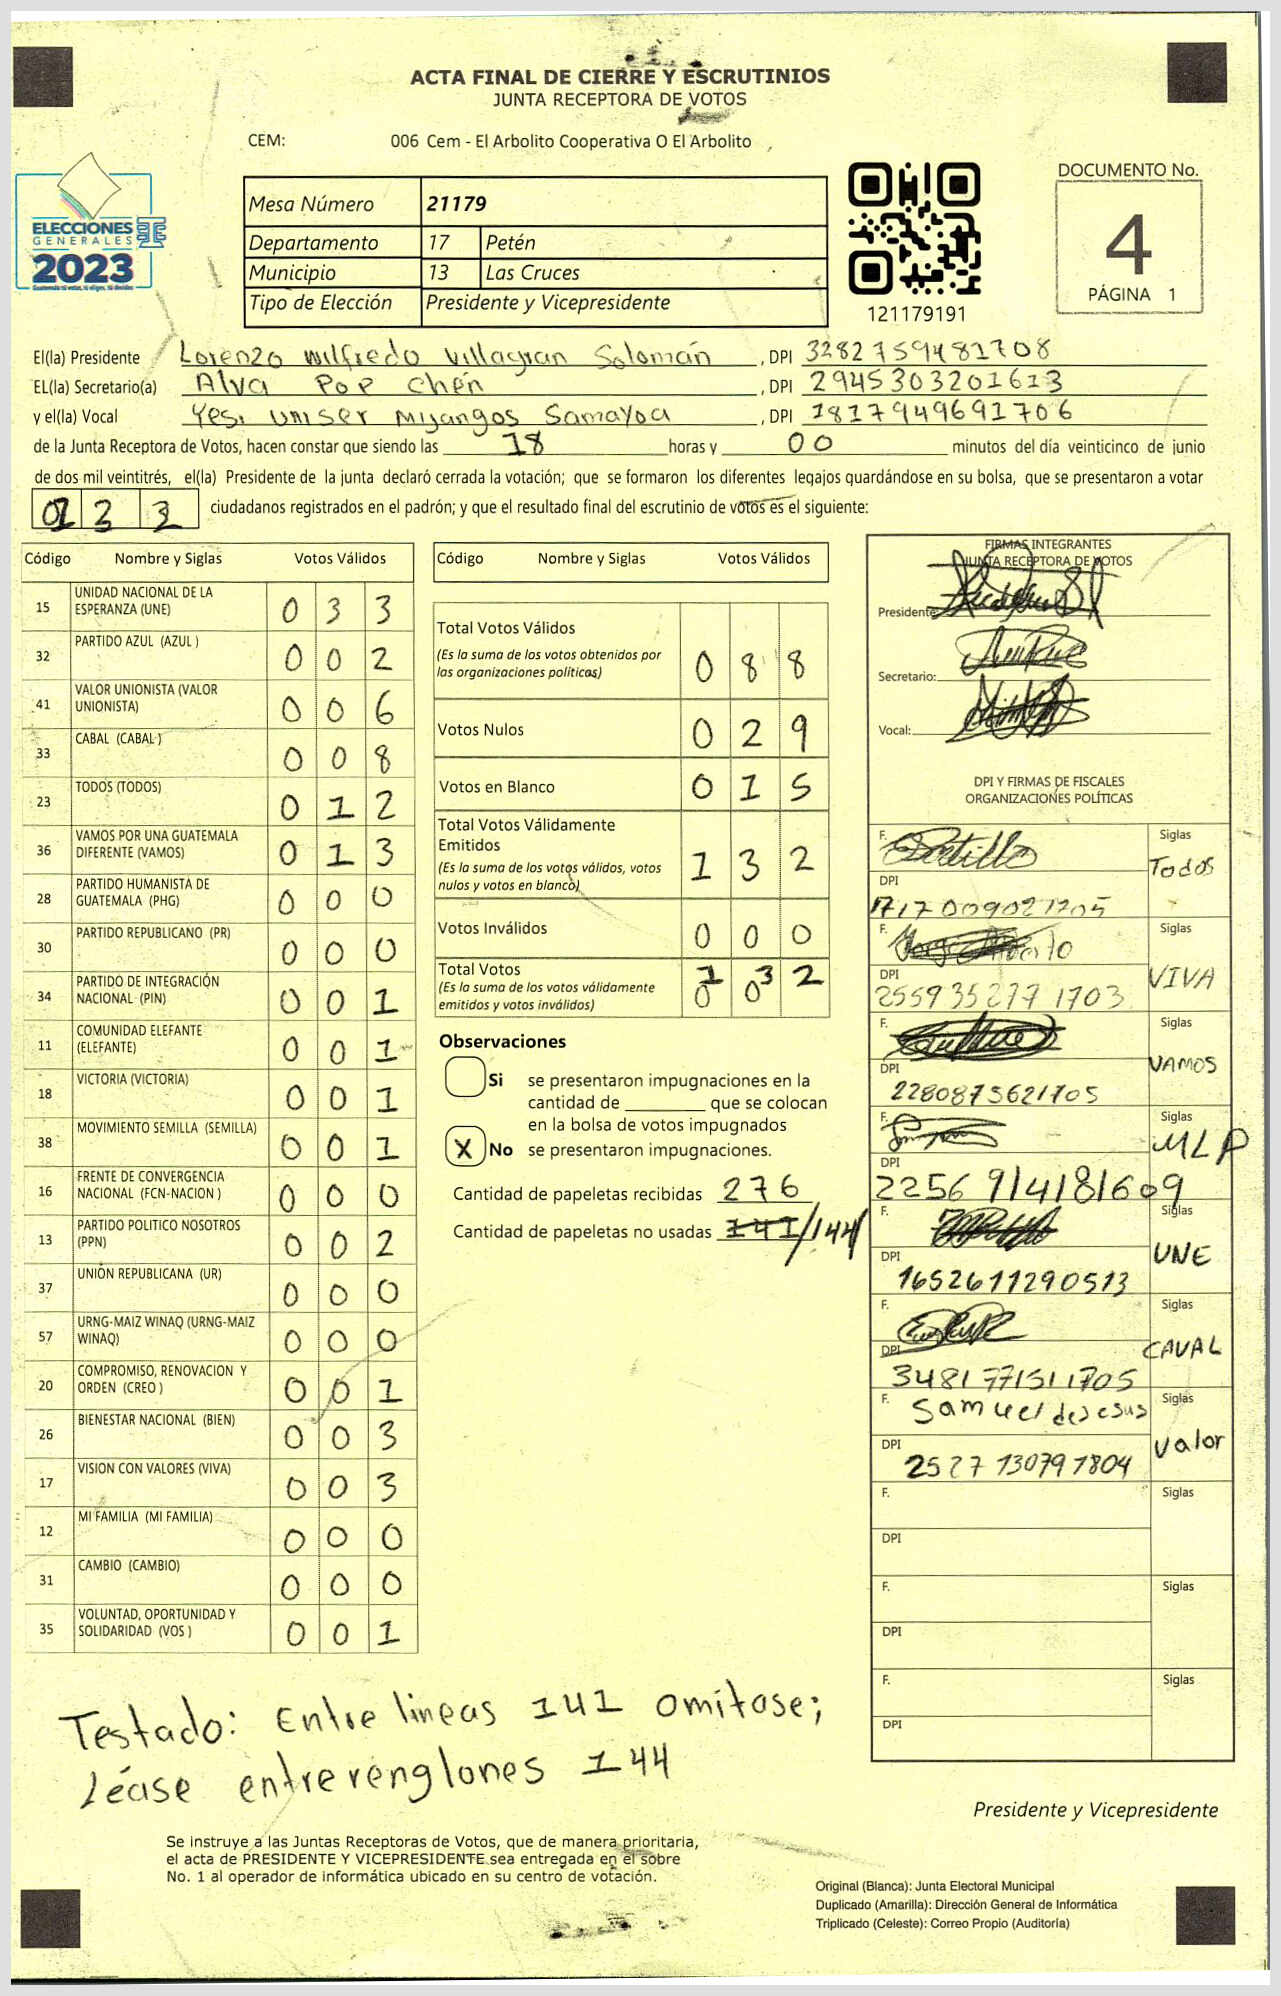 ACTA FINAL DE CIERRE Y ESCRUTINIOS
JUNTA RECEPTORA DE VOTOS
CEM: 006 Cem - El Arbolito Cooperativa O El Arbolito
ELECCIONES
GENERALES
2023
Mesa Número 21179
Departamento 17 Petén
Municipio 13 Las Cruces
Tipo de Elección Presidente y Vicepresidente
121179191
DOCUMENTO No.
4
PÁGINA 1
El(la) Presidente Lorenzo Wilfredo Villagran Solomán , DPI 3282759481708
EL(la) Secretario(a) Alva Pop Chén , DPI 2945303201613
y el(la) Vocal Yesi Uniser Mijangos Samayoa , DPI 1817949691706
de la Junta Receptora de Votos, hacen constar que siendo las 18 horas y 00 minutos del día veinticinco de junio
de dos mil veintitrés, el(la) Presidente de la junta declaró cerrada la votación; que se formaron los diferentes legajos guardándose en su bolsa, que se presentaron a votar
ciudadanos registrados en el padrón; y que el resultado final del escrutinio de votos es el siguiente:
Código Nombre y Siglas Votos Válidos
15 UNIDAD NACIONAL DE LA ESPERANZA (UNE) 0 3 3
32 PARTIDO AZUL (AZUL ) 0 0 2
41 VALOR UNIONISTA (VALOR UNIONISTA) 0 0 6
33 CABAL (CABAL ) 0 0 8
23 TODOS (TODOS) 0 1 2
36 VAMOS POR UNA GUATEMALA DIFERENTE (VAMOS) 0 1 3
28 PARTIDO HUMANISTA DE GUATEMALA (PHG) 0 0 0
30 PARTIDO REPUBLICANO (PR) 0 0 0
34 PARTIDO DE INTEGRACIÓN NACIONAL (PIN) 0 0 1
11 COMUNIDAD ELEFANTE (ELEFANTE) 0 0 1
18 VICTORIA (VICTORIA) 0 0 1
38 MOVIMIENTO SEMILLA (SEMILLA) 0 0 1
16 FRENTE DE CONVERGENCIA NACIONAL (FCN-NACION ) 0 0 0
13 PARTIDO POLITICO NOSOTROS (PPN) 0 0 2
37 UNIÓN REPUBLICANA (UR) 0 0 0
57 URNG-MAIZ WINAQ (URNG-MAIZ WINAQ) 0 0 0
20 COMPROMISO, RENOVACION Y ORDEN (CREO ) 0 0 1
26 BIENESTAR NACIONAL (BIEN) 0 0 3
17 VISION CON VALORES (VIVA) 0 0 3
12 MI FAMILIA (MI FAMILIA) 0 0 0
31 CAMBIO (CAMBIO) 0 0 0
35 VOLUNTAD, OPORTUNIDAD Y SOLIDARIDAD (VOS ) 0 0 1
Código Nombre y Siglas Votos Válidos
Total Votos Válidos 0 8 8
(Es la suma de los votos obtenidos por
las organizaciones políticas)
Votos Nulos 0 2 9
Votos en Blanco 0 1 5
Total Votos Válidamente
Emitidos 1 3 2
(Es la suma de los votos válidos, votos
nulos y votos en blanco)
Votos Inválidos 0 0 0
Total Votos 1 3 2
(Es la suma de los votos válidamente
emitidos y votos inválidos)
Observaciones
Si se presentaron impugnaciones en la
cantidad de ________ que se colocan
en la bolsa de votos impugnados
X No se presentaron impugnaciones.
Cantidad de papeletas recibidas 276
Cantidad de papeletas no usadas 141/144
FIRMAS INTEGRANTES
JUNTA RECEPTORA DE VOTOS
Presidente:
Secretario:
Vocal:
DPI Y FIRMAS DE FISCALES
ORGANIZACIONES POLÍTICAS
F. Siglas
Todos
DPI
1717009021705
F. Siglas
VIVA
DPI
2559352771703
F. Siglas
VAMOS
DPI
2280875621705
F. Siglas
MLP
DPI
2256914181609
F. Siglas
UNE
DPI
1652611290513
F. Siglas
CAVAL
DPI
3481771511705
F. Samuel de Jesus Siglas
Valor
DPI
2527130791804
F. Siglas
DPI
F. Siglas
DPI
F. Siglas
DPI
Testado: Entre lineas 141 omitase;
Léase entrerenglones 144
Presidente y Vicepresidente
Se instruye a las Juntas Receptoras de Votos, que de manera prioritaria,
el acta de PRESIDENTE Y VICEPRESIDENTE sea entregada en el sobre
No. 1 al operador de informática ubicado en su centro de votación.
Original (Blanca): Junta Electoral Municipal
Duplicado (Amarilla): Dirección General de Informática
Triplicado (Celeste): Correo Propio (Auditoría)